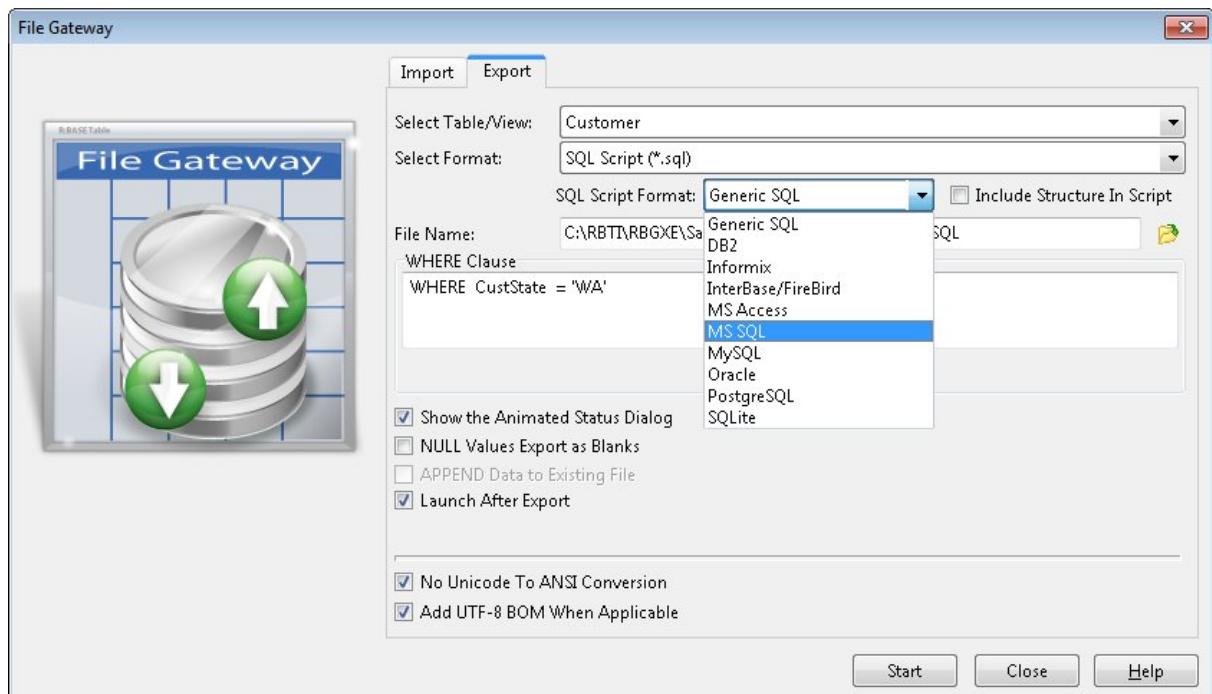 File Gateway
Import Export
R:BASE Table
File Gateway
Select Table/View: Customer
Select Format: SQL Script (*.sql)
SQL Script Format: Generic SQL Include Structure In Script
File Name: C:\RBTI\RBGXE\Sa SQL
Generic SQL
DB2
Informix
InterBase/FireBird
MS Access
MS SQL
MySQL
Oracle
PostgreSQL
SQLite
WHERE Clause
WHERE CustState = 'WA'
Show the Animated Status Dialog
NULL Values Export as Blanks
APPEND Data to Existing File
Launch After Export
No Unicode To ANSI Conversion
Add UTF-8 BOM When Applicable
Start Close Help